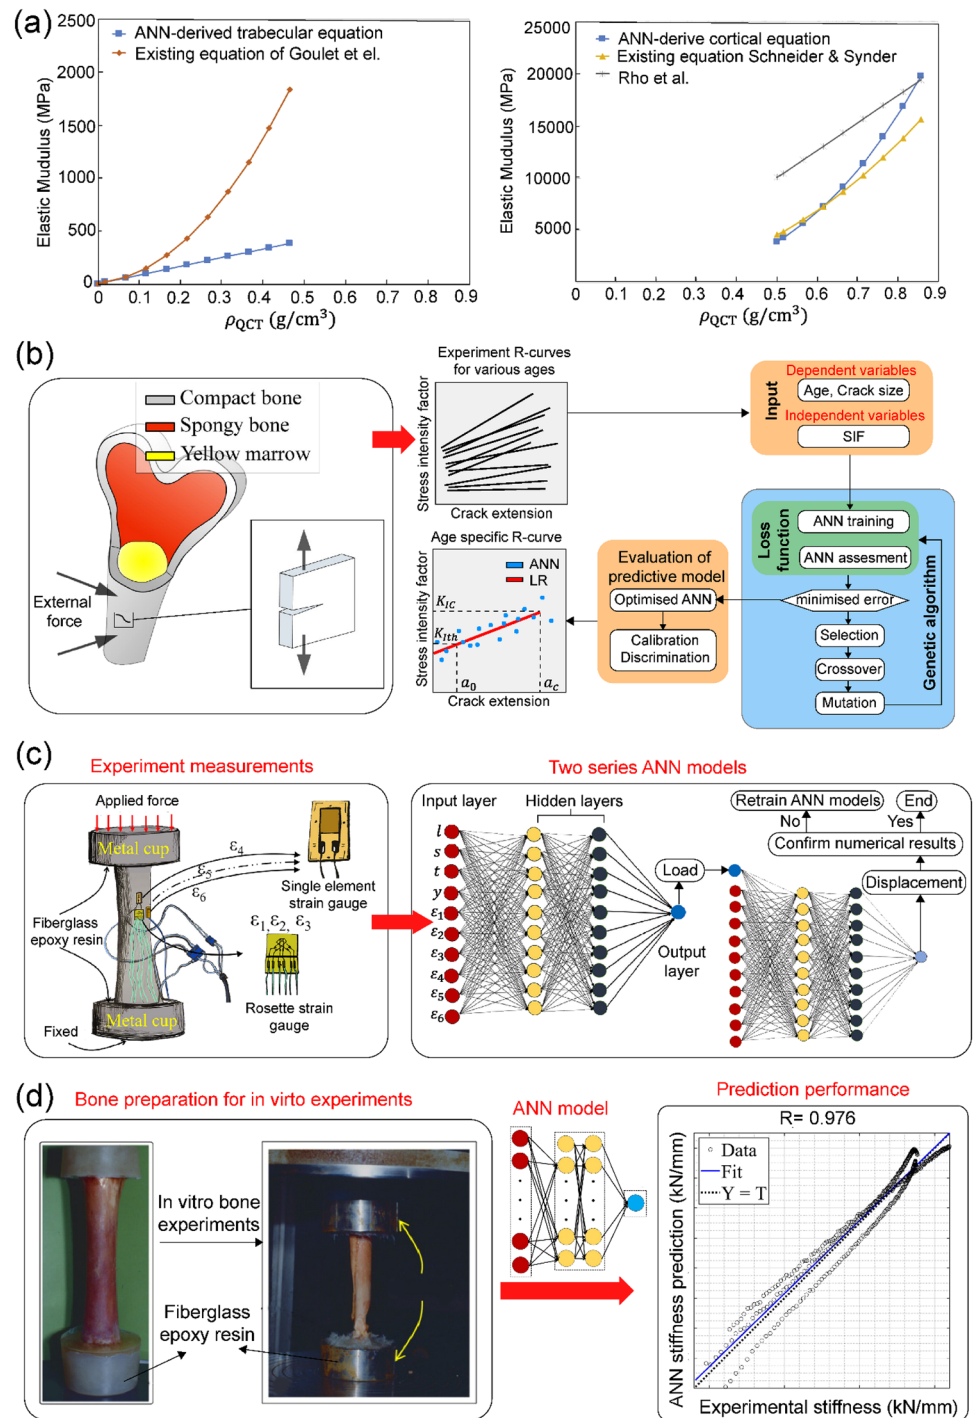 (a)
ANN-derived trabecular equation
Existing equation of Goulet et el.
Elastic Mudulus (MPa)
2500
2000
1500
1000
500
0
0 0.1 0.2 0.3 0.4 0.5 0.6 0.7 0.8 0.9
ρQCT (g/cm³)
ANN-derive cortical equation
Existing equation Schneider & Synder
Rho et al.
Elastic Mudulus (MPa)
25000
20000
15000
10000
5000
0 0.1 0.2 0.3 0.4 0.5 0.6 0.7 0.8 0.9
ρQCT (g/cm³)
(b)
Compact bone
Spongy bone
Yellow marrow
External
force
Experiment R-curves
for various ages
Stress intensity factor
Crack extension
Input
Dependent variables
Age, Crack size
Independent variables
SIF
Loss
function
ANN training
ANN assesment
minimised error
Selection
Crossover
Mutation
Genetic algorithm
Evaluation of
predictive model
Optimised ANN
Calibration
Discrimination
Age specific R-curve
Stress intensity factor
ANN
LR
KIC
KIth
a0
ac
Crack extension
(c)
Experiment measurements
Applied force
Metal cup
Fiberglass
epoxy resin
Metal cup
Fixed
ε4
ε5
ε6
Single element
strain gauge
ε1, ε2, ε3
Rosette strain
gauge
Two series ANN models
Input layer
Hidden layers
l
s
t
y
ε1
ε2
ε3
ε4
ε5
ε6
Load
Output
layer
Retrain ANN models
End
No
Yes
Confirm numerical results
Displacement
(d)
Bone preparation for in virto experiments
In vitro bone
experiments
Fiberglass
epoxy resin
ANN model
Prediction performance
R= 0.976
Data
Fit
Y = T
ANN stiffness prediction (kN/mm)
Experimental stiffness (kN/mm)